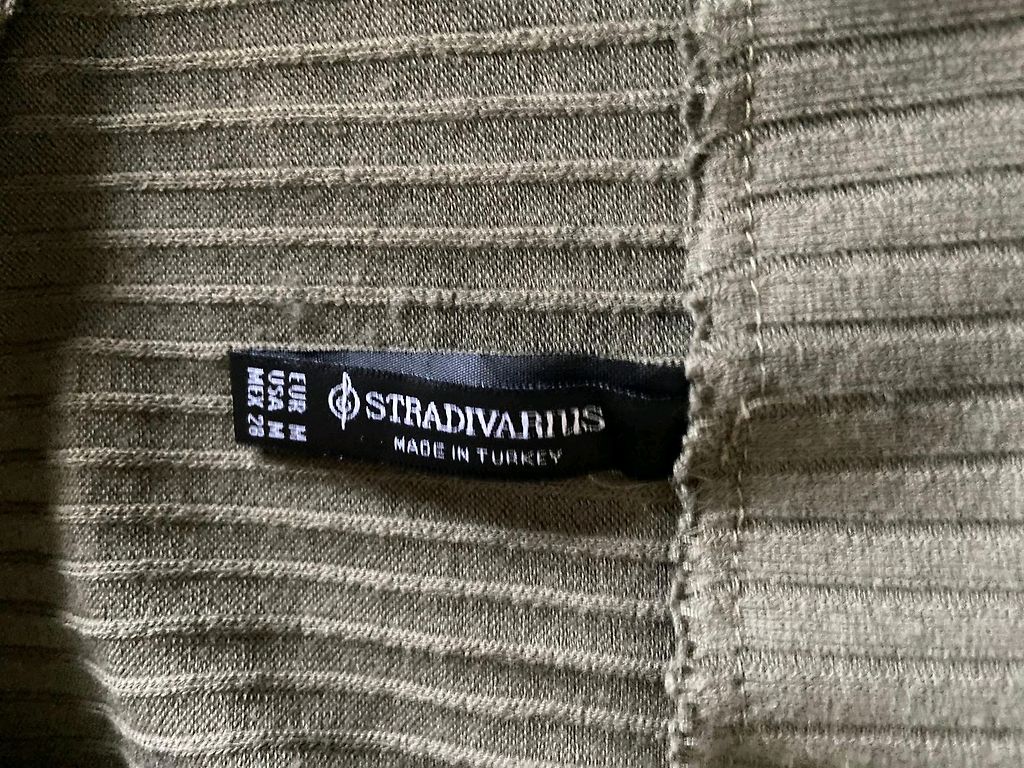 STRADIVARIUS
MADE IN TURKEY
EUR M
USA M
MEX 28